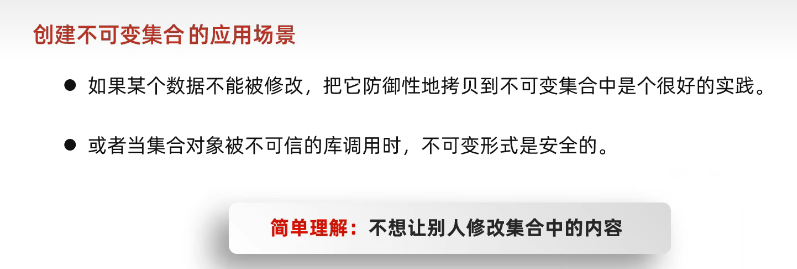 创建不可变集合的应用场景
● 如果某个数据不能被修改，把它防御性地拷贝到不可变集合中是个很好的实践。
● 或者当集合对象被不可信的库调用时，不可变形式是安全的。
简单理解：不想让别人修改集合中的内容